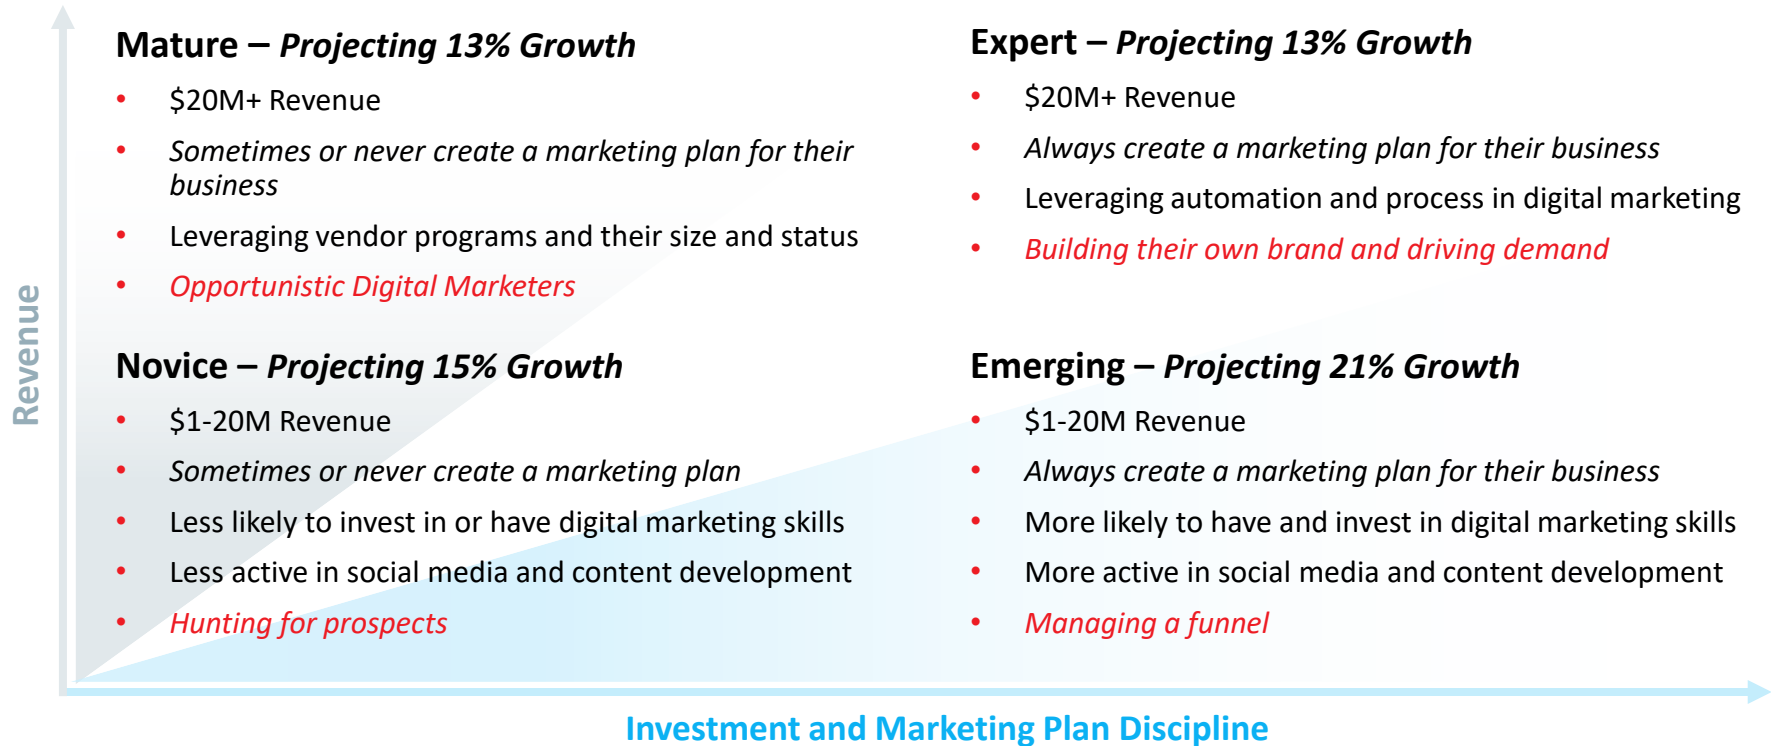 Mature – Projecting 13% Growth
• $20M+ Revenue
• Sometimes or never create a marketing plan for their
business
• Leveraging vendor programs and their size and status
• Opportunistic Digital Marketers
Expert – Projecting 13% Growth
• $20M+ Revenue
• Always create a marketing plan for their business
• Leveraging automation and process in digital marketing
• Building their own brand and driving demand
Revenue
Novice – Projecting 15% Growth
• $1-20M Revenue
• Sometimes or never create a marketing plan
• Less likely to invest in or have digital marketing skills
• Less active in social media and content development
• Hunting for prospects
Emerging – Projecting 21% Growth
• $1-20M Revenue
• Always create a marketing plan for their business
• More likely to have and invest in digital marketing skills
• More active in social media and content development
• Managing a funnel
Investment and Marketing Plan Discipline